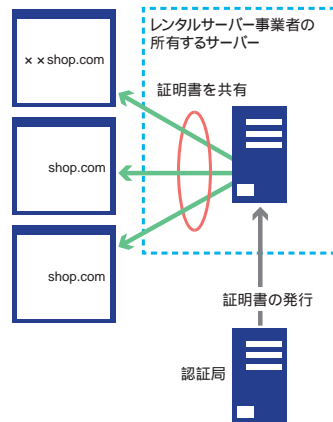 レンタルサーバー事業者の
所有するサーバー
××shop.com
証明書を共有
shop.com
shop.com
証明書の発行
認証局